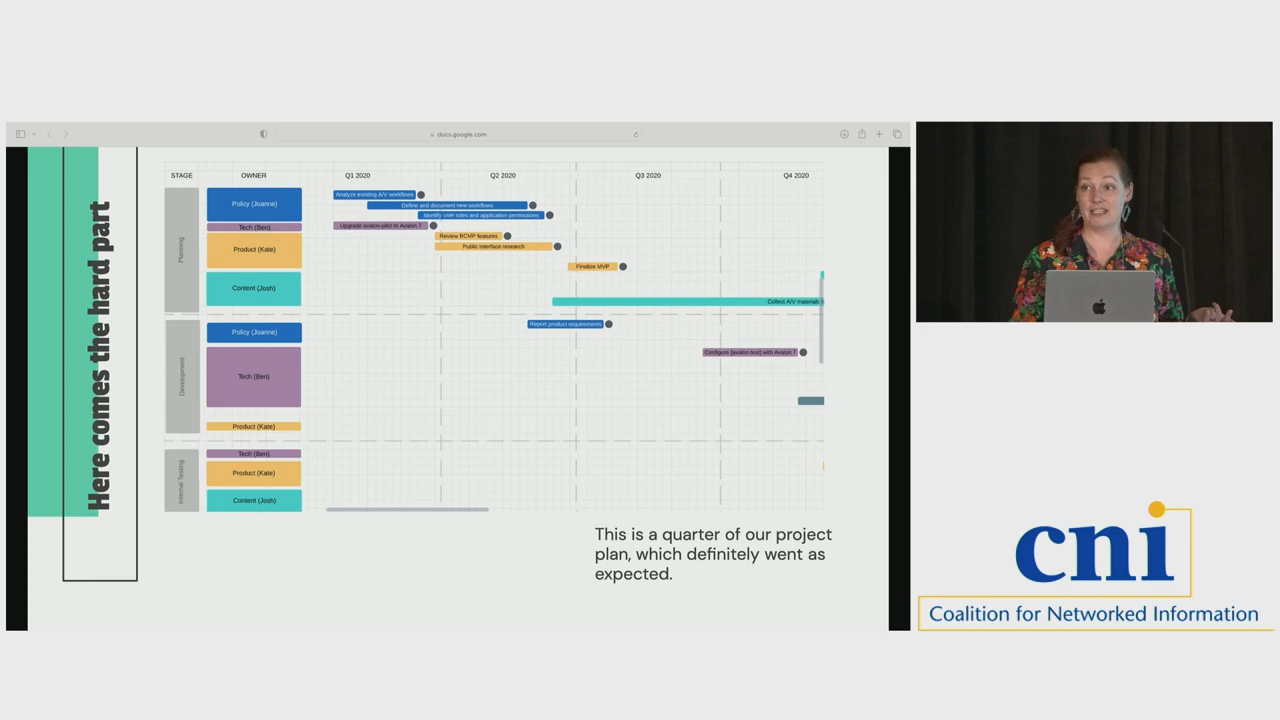 docs.google.com
Here comes the hard part
STAGE OWNER Q1 2020 Q2 2020 Q3 2020 Q4 2020
Planning
Policy (Joanne)
Analyze existing A/V workflows
Define and document new workflows
Identify user roles and application permissions
Tech (Ben)
Upgrade avalon-pilot to Avalon 7
Product (Kate)
Review BCMP features
Public interface research
Finalize MVP
Content (Josh)
Collect A/V materials
Development
Policy (Joanne)
Report product requirements
Tech (Ben)
Configure [avalon-test] with Avalon 7
Product (Kate)
Internal Testing
Tech (Ben)
Product (Kate)
Content (Josh)
This is a quarter of our project
plan, which definitely went as
expected.
cni
Coalition for Networked Information